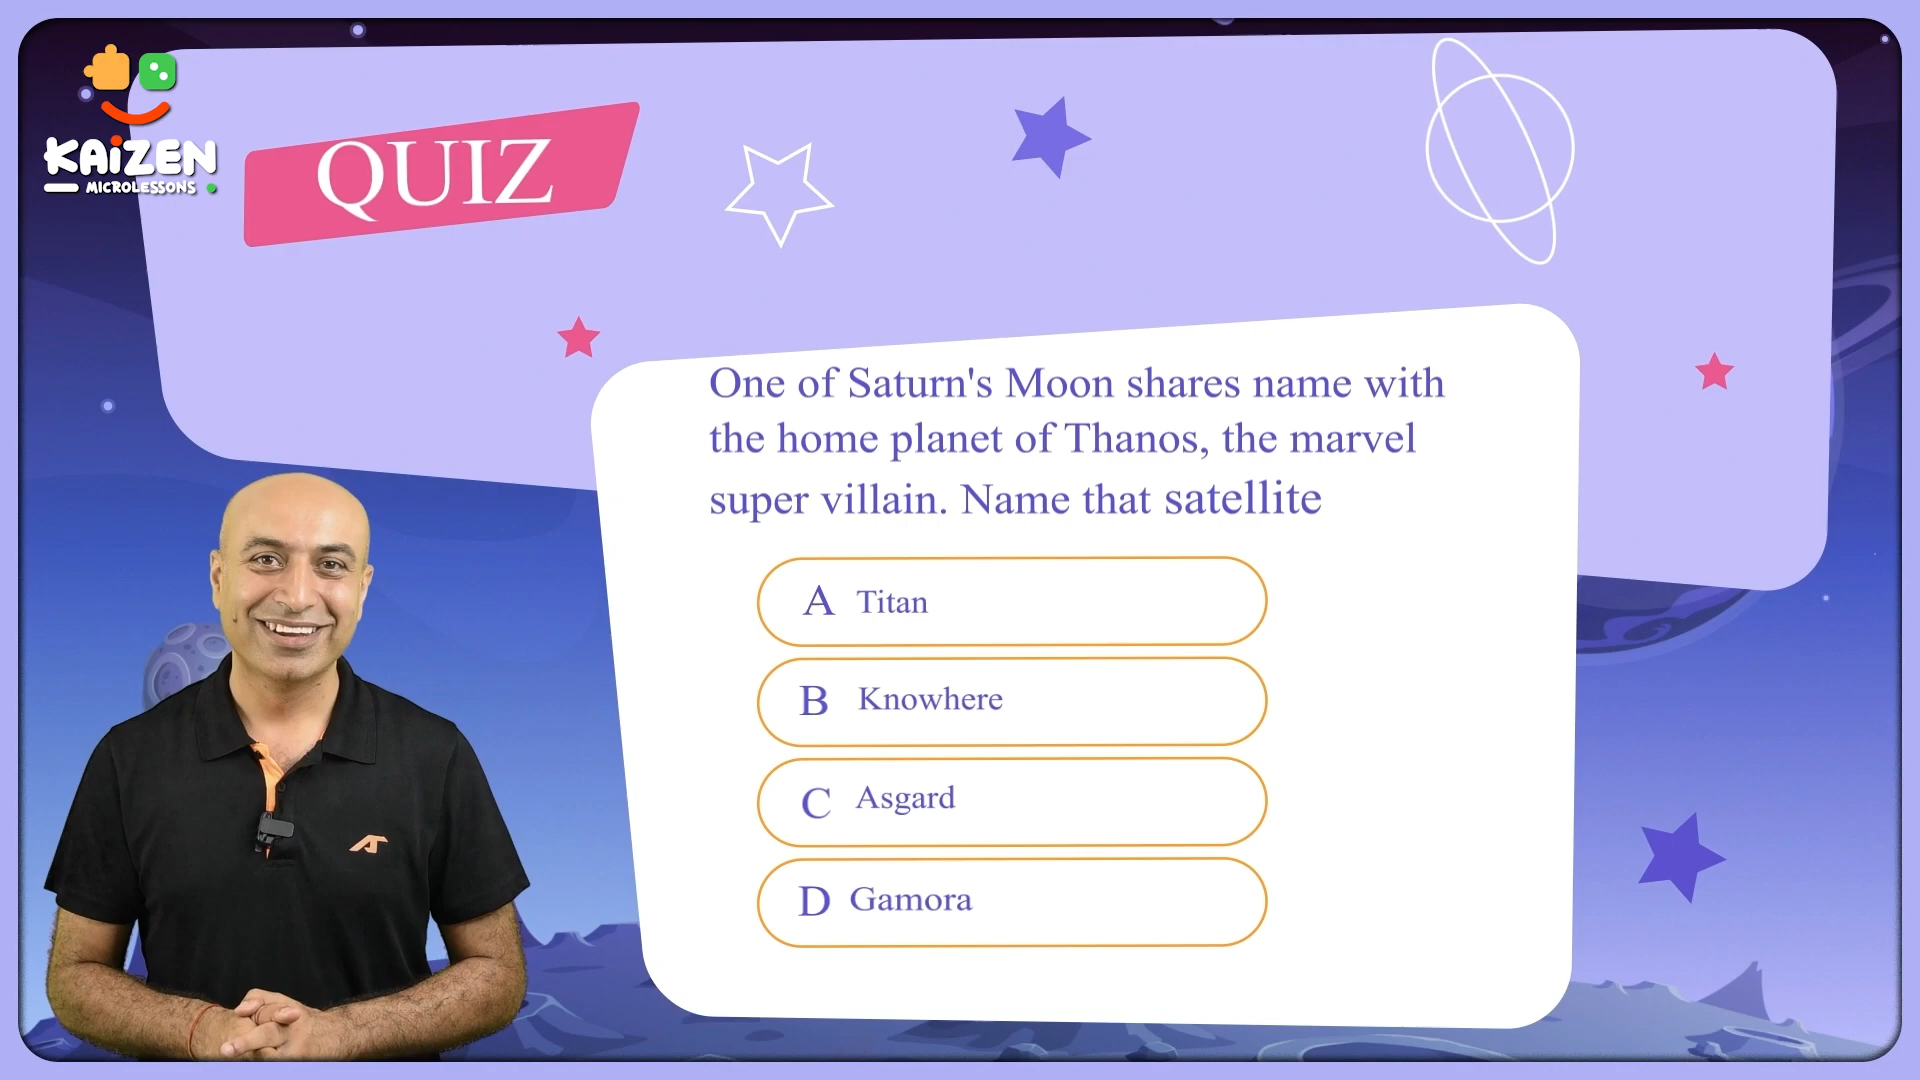 KAiZEN
MICROLESSONS
QUIZ
One of Saturn's Moon shares name with
the home planet of Thanos, the marvel
super villain. Name that satellite
A Titan
B Knowhere
C Asgard
D Gamora